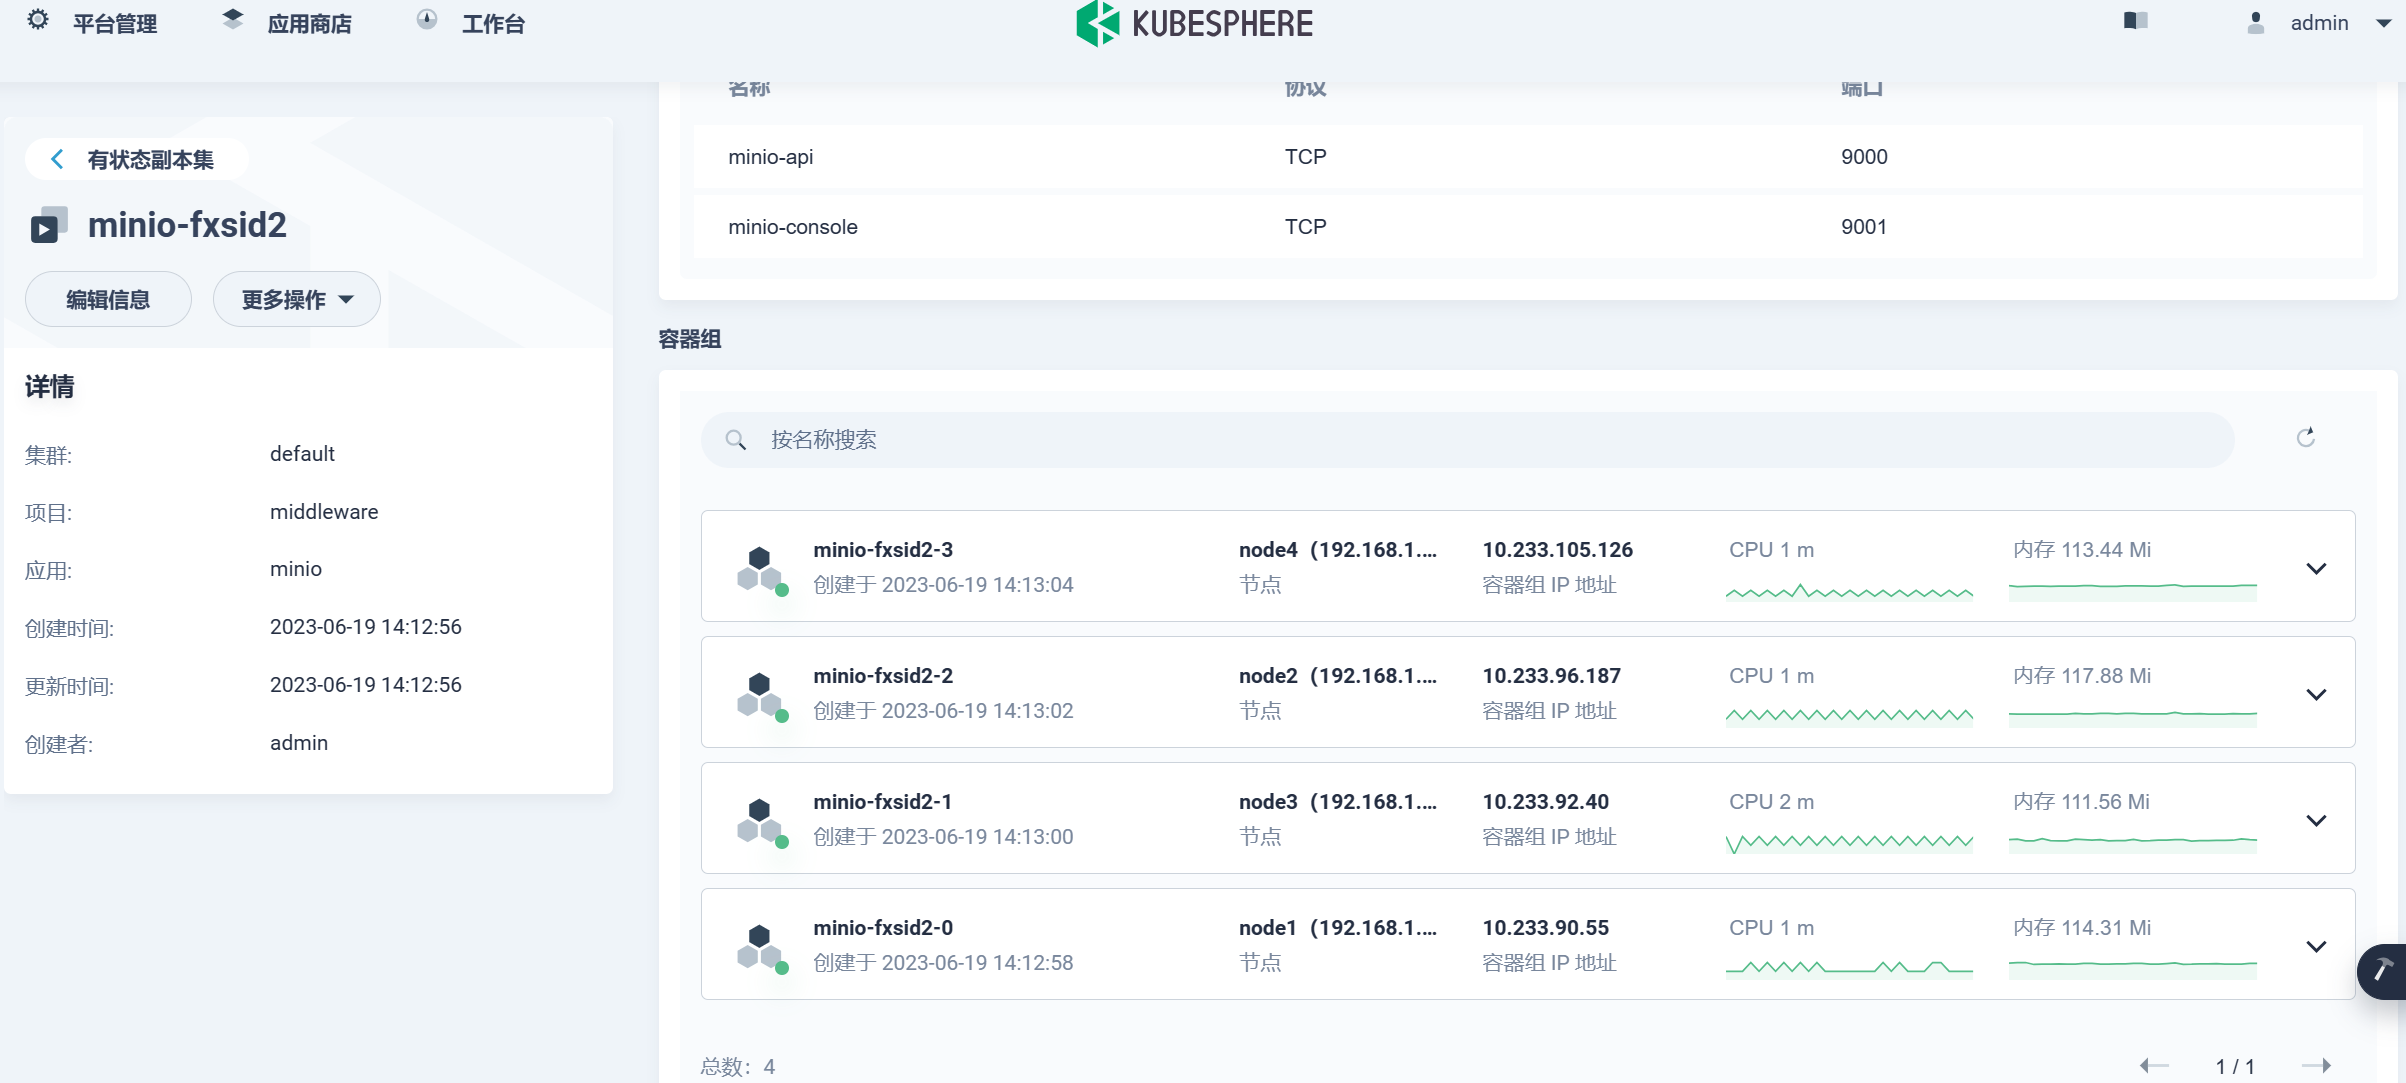 平台管理
应用商店
工作台
KUBESPHERE
admin
有状态副本集
minio-fxsid2
编辑信息
更多操作
详情
集群: default
项目: middleware
应用: minio
创建时间: 2023-06-19 14:12:56
更新时间: 2023-06-19 14:12:56
创建者: admin
名称 协议 端口
minio-api TCP 9000
minio-console TCP 9001
容器组
按名称搜索
minio-fxsid2-3 node4（192.168.1.... 10.233.105.126 CPU 1 m 内存 113.44 Mi
创建于 2023-06-19 14:13:04 节点 容器组 IP 地址
minio-fxsid2-2 node2（192.168.1.... 10.233.96.187 CPU 1 m 内存 117.88 Mi
创建于 2023-06-19 14:13:02 节点 容器组 IP 地址
minio-fxsid2-1 node3（192.168.1.... 10.233.92.40 CPU 2 m 内存 111.56 Mi
创建于 2023-06-19 14:13:00 节点 容器组 IP 地址
minio-fxsid2-0 node1（192.168.1.... 10.233.90.55 CPU 1 m 内存 114.31 Mi
创建于 2023-06-19 14:12:58 节点 容器组 IP 地址
总数：4
1 / 1